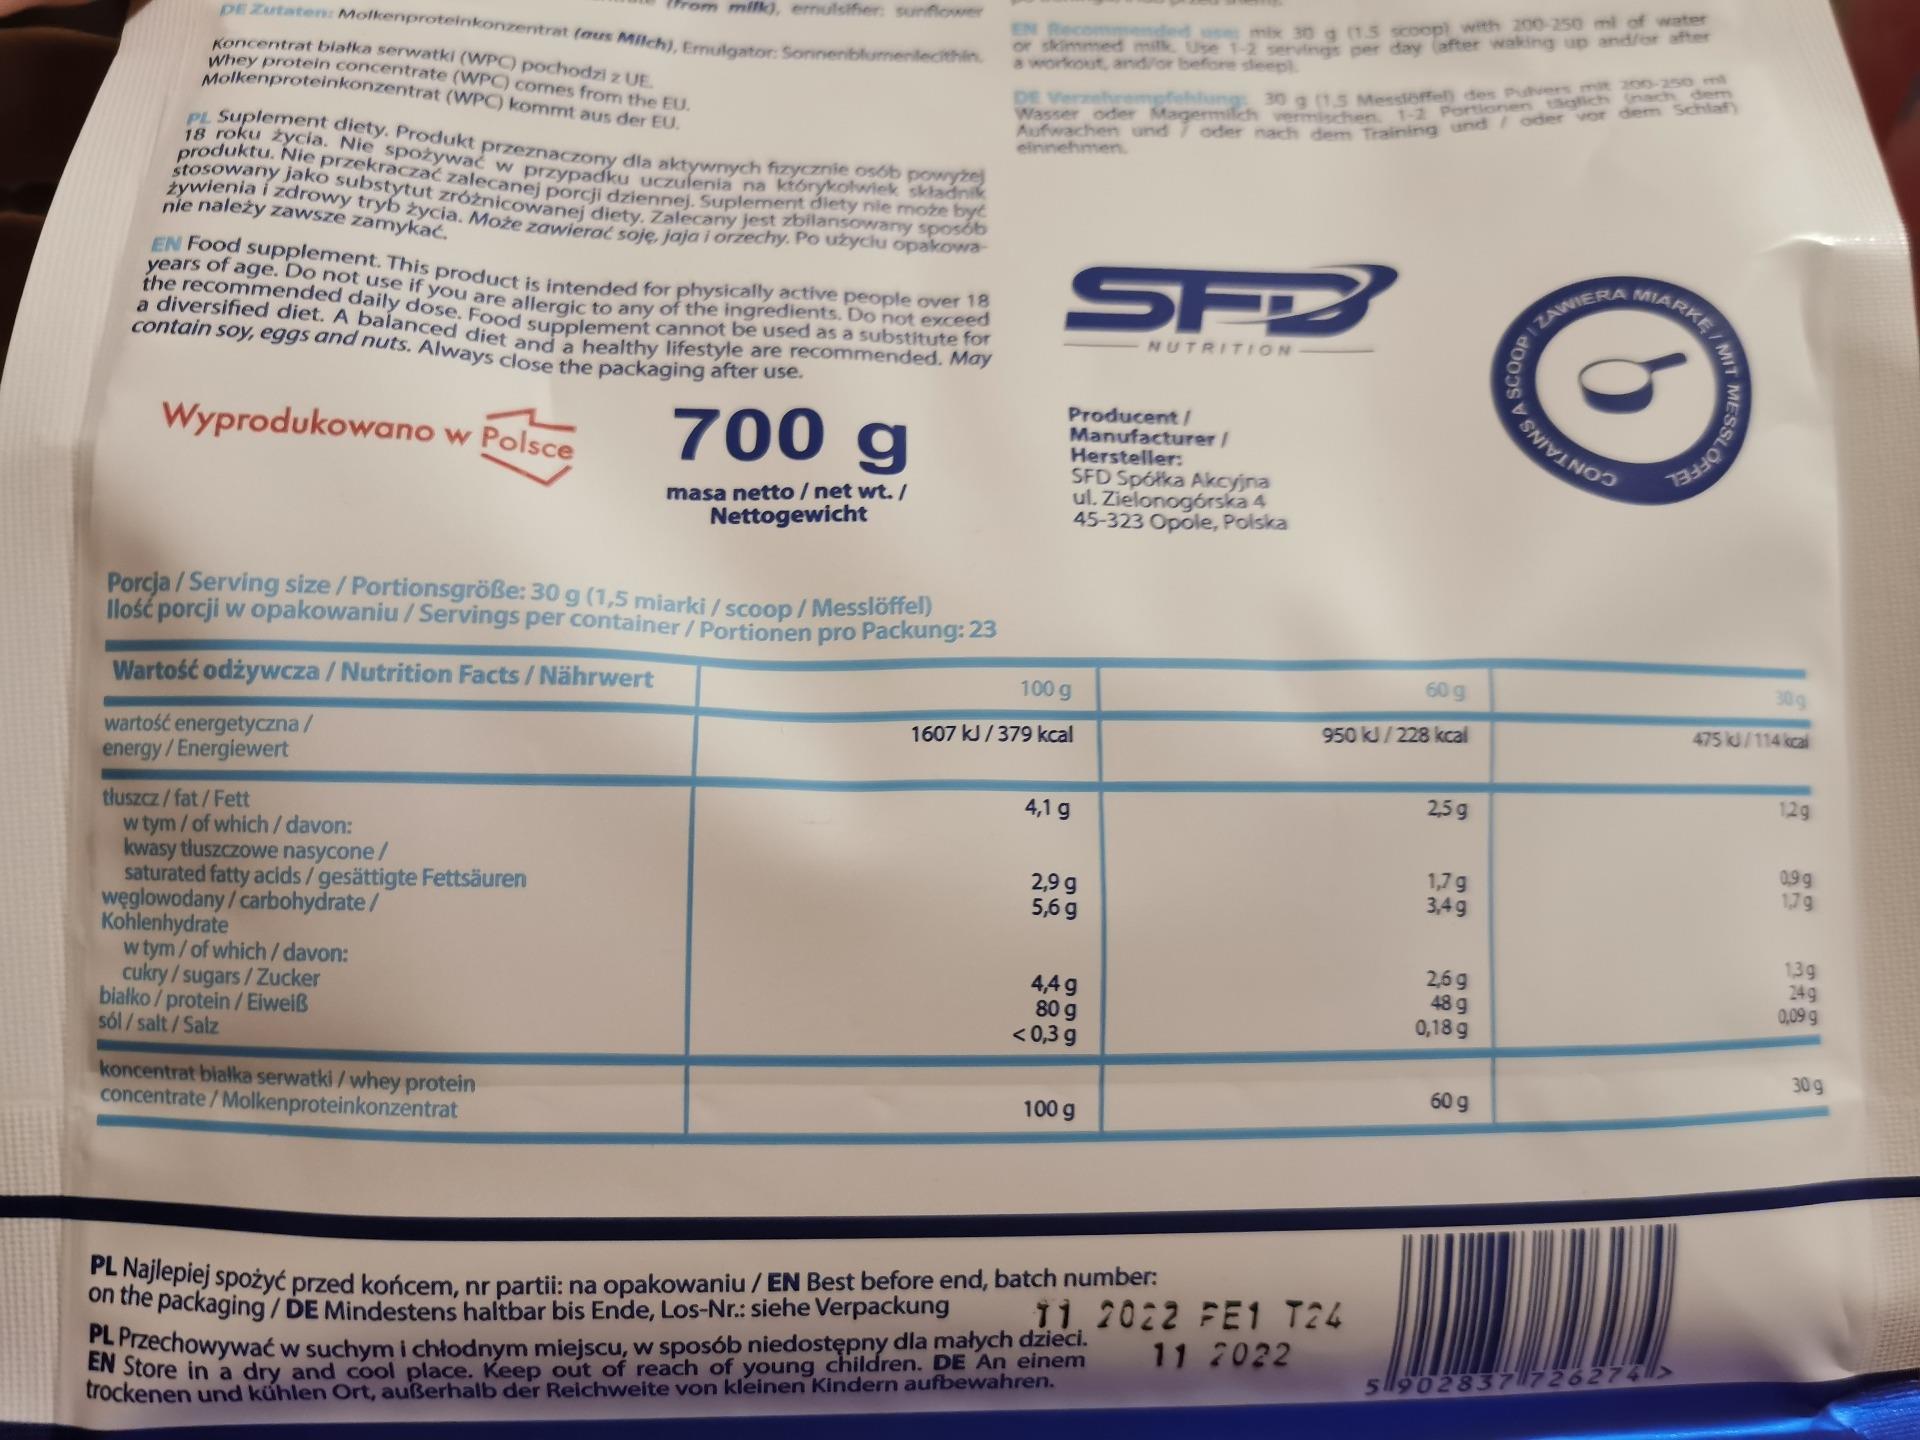 (from milk), emulsifier: sunflower
DE Zutaten: Molkenproteinkonzentrat (aus Milch), Emulgator: Sonnenblumenlecithin.
Koncentrat białka serwatki (WPC) pochodzi z UE.
Whey protein concentrate (WPC) comes from the EU.
Molkenproteinkonzentrat (WPC) kommt aus der EU.
PL Suplement diety. Produkt przeznaczony dla aktywnych fizycznie osób powyżej
18 roku życia. Nie spożywać w przypadku uczulenia na którykolwiek składnik
produktu. Nie przekraczać zalecanej porcji dziennej. Suplement diety nie może być
stosowany jako substytut zróżnicowanej diety. Zalecany jest zbilansowany sposób
żywienia i zdrowy tryb życia. Może zawierać soję, jaja i orzechy. Po użyciu opakowa-
nie należy zawsze zamykać.
EN Food supplement. This product is intended for physically active people over 18
years of age. Do not use if you are allergic to any of the ingredients. Do not exceed
the recommended daily dose. Food supplement cannot be used as a substitute for
a diversified diet. A balanced diet and a healthy lifestyle are recommended. May
contain soy, eggs and nuts. Always close the packaging after use.
EN Recommended use: mix 30 g (1.5 scoop) with 200-250 ml of water
or skimmed milk. Use 1-2 servings per day (after waking up and/or after
a workout, and/or before sleep).
DE Verzehrempfehlung: 30 g (1.5 Messlöffel) des Pulvers mit 200-250 ml
Wasser oder Magermilch vermischen. 1-2 Portionen täglich (nach dem
Aufwachen und / oder nach dem Training und / oder vor dem Schlaf)
einnehmen.
SFD
NUTRITION
CONTAINS A SCOOP / ZAWIERA MIARKĘ / MIT MESSLÖFFEL
Wyprodukowano w Polsce
700 g
masa netto / net wt. /
Nettogewicht
Producent /
Manufacturer /
Hersteller:
SFD Spółka Akcyjna
ul. Zielonogórska 4
45-323 Opole, Polska
Porcja / Serving size / Portionsgröße: 30 g (1,5 miarki / scoop / Messlöffel)
Ilość porcji w opakowaniu / Servings per container / Portionen pro Packung: 23
Wartość odżywcza / Nutrition Facts / Nährwert 100 g 60 g 30 g
wartość energetyczna /
energy / Energiewert 1607 kJ / 379 kcal 950 kJ / 228 kcal 475 kJ / 114 kcal
tłuszcz / fat / Fett 4,1 g 2,5 g 1,2 g
w tym / of which / davon:
kwasy tłuszczowe nasycone /
saturated fatty acids / gesättigte Fettsäuren 2,9 g 1,7 g 0,9 g
węglowodany / carbohydrate / 5,6 g 3,4 g 1,7 g
Kohlenhydrate
w tym / of which / davon:
cukry / sugars / Zucker 4,4 g 2,6 g 1,3 g
białko / protein / Eiweiß 80 g 48 g 24 g
sól / salt / Salz < 0,3 g 0,18 g 0,09 g
koncentrat białka serwatki / whey protein
concentrate / Molkenproteinkonzentrat 100 g 60 g 30 g
PL Najlepiej spożyć przed końcem, nr partii: na opakowaniu / EN Best before end, batch number:
on the packaging / DE Mindestens haltbar bis Ende, Los-Nr.: siehe Verpackung
11 2022 FE1 T24
11 2022
PL Przechowywać w suchym i chłodnym miejscu, w sposób niedostępny dla małych dzieci.
EN Store in a dry and cool place. Keep out of reach of young children. DE An einem
trockenen und kühlen Ort, außerhalb der Reichweite von kleinen Kindern aufbewahren.
5 902837 726274 >